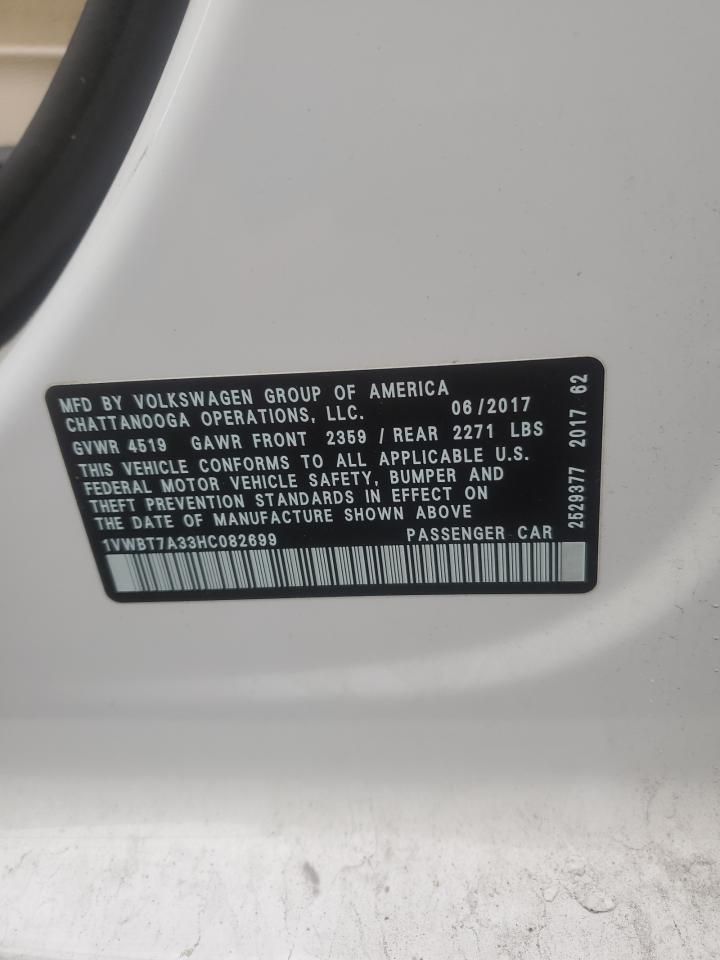 MFD BY VOLKSWAGEN GROUP OF AMERICA
CHATTANOOGA OPERATIONS, LLC. 06/2017
GVWR 4519 GAWR FRONT 2359 / REAR 2271 LBS
THIS VEHICLE CONFORMS TO ALL APPLICABLE U.S.
FEDERAL MOTOR VEHICLE SAFETY, BUMPER AND
THEFT PREVENTION STANDARDS IN EFFECT ON
THE DATE OF MANUFACTURE SHOWN ABOVE
1VWBT7A33HC082699 PASSENGER CAR
2529377 2017 62